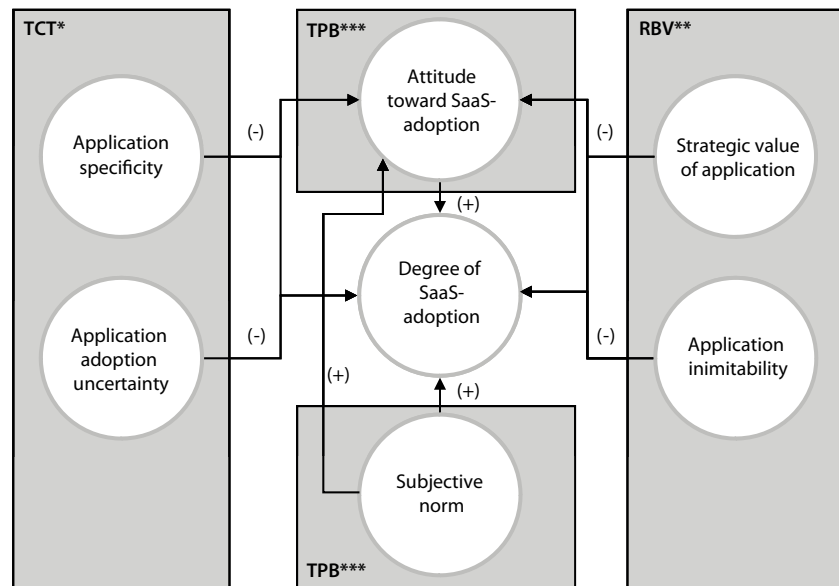 TCT*
TPB***
RBV**
Attitude
toward SaaS-
adoption
(-)
(-)
Application
specificity
Strategic value
of application
(+)
Degree of
SaaS-
adoption
(-)
(-)
Application
adoption
uncertainty
Application
inimitability
(+)
(+)
Subjective
norm
TPB***